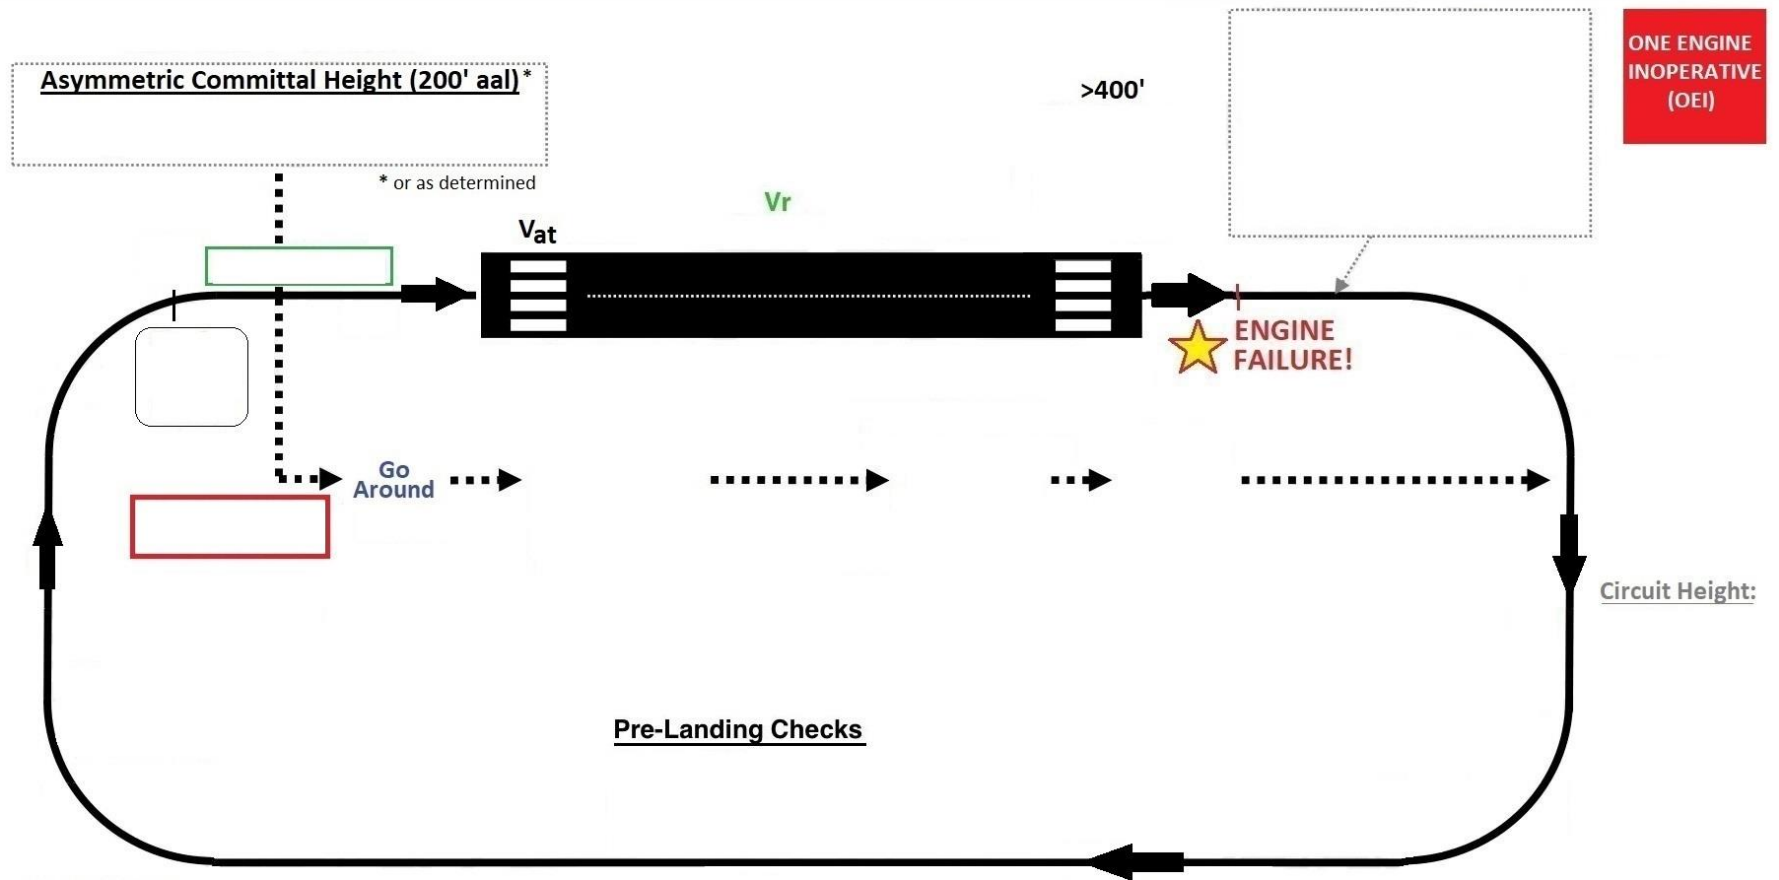 ONE ENGINE
INOPERATIVE
(OEI)
Asymmetric Committal Height (200' aal)*
>400'
* or as determined
Vr
Vat
ENGINE
FAILURE!
Go
Around
Circuit Height:
Pre-Landing Checks